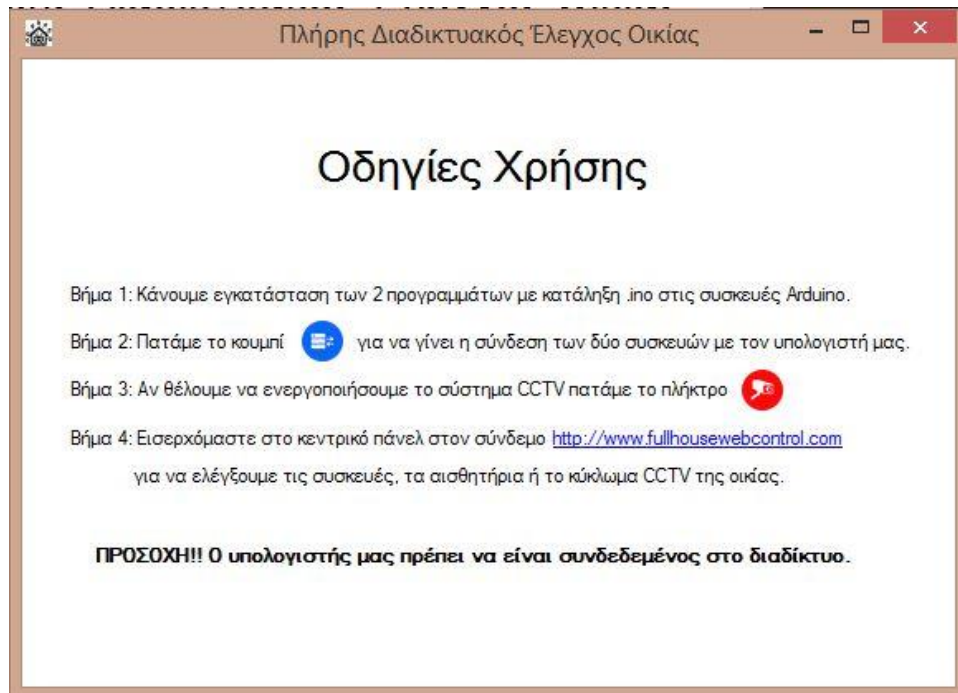 Πλήρης Διαδικτυακός Έλεγχος Οικίας
Οδηγίες Χρήσης
Βήμα 1: Κάνουμε εγκατάσταση των 2 προγραμμάτων με κατάληξη .ino στις συσκευές Arduino.
Βήμα 2: Πατάμε το κουμπί για να γίνει η σύνδεση των δύο συσκευών με τον υπολογιστή μας.
Βήμα 3: Αν θέλουμε να ενεργοποιήσουμε το σύστημα CCTV πατάμε το πλήκτρο
Βήμα 4: Εισερχόμαστε στο κεντρικό πάνελ στον σύνδεμο http://www.fullhousewebcontrol.com
για να ελέγξουμε τις συσκευές, τα αισθητήρια ή το κύκλωμα CCTV της οικίας.
ΠΡΟΣΟΧΗ!! Ο υπολογιστής μας πρέπει να είναι συνδεδεμένος στο διαδίκτυο.